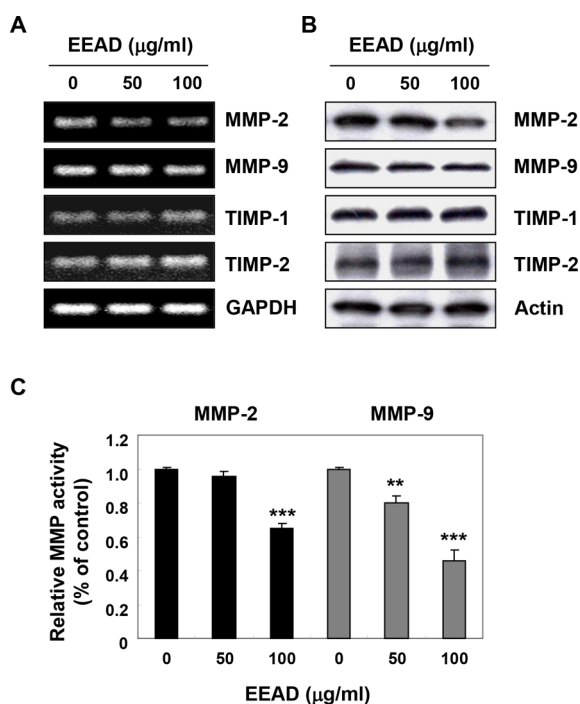 A
EEAD (μg/ml)
0 50 100
MMP-2
MMP-9
TIMP-1
TIMP-2
GAPDH
B
EEAD (μg/ml)
0 50 100
MMP-2
MMP-9
TIMP-1
TIMP-2
Actin
C
MMP-2 MMP-9
Relative MMP activity
(% of control)
1.2
1.0
0.8
0.6
0.4
0.2
0
***
**
***
0 50 100 0 50 100
EEAD (μg/ml)